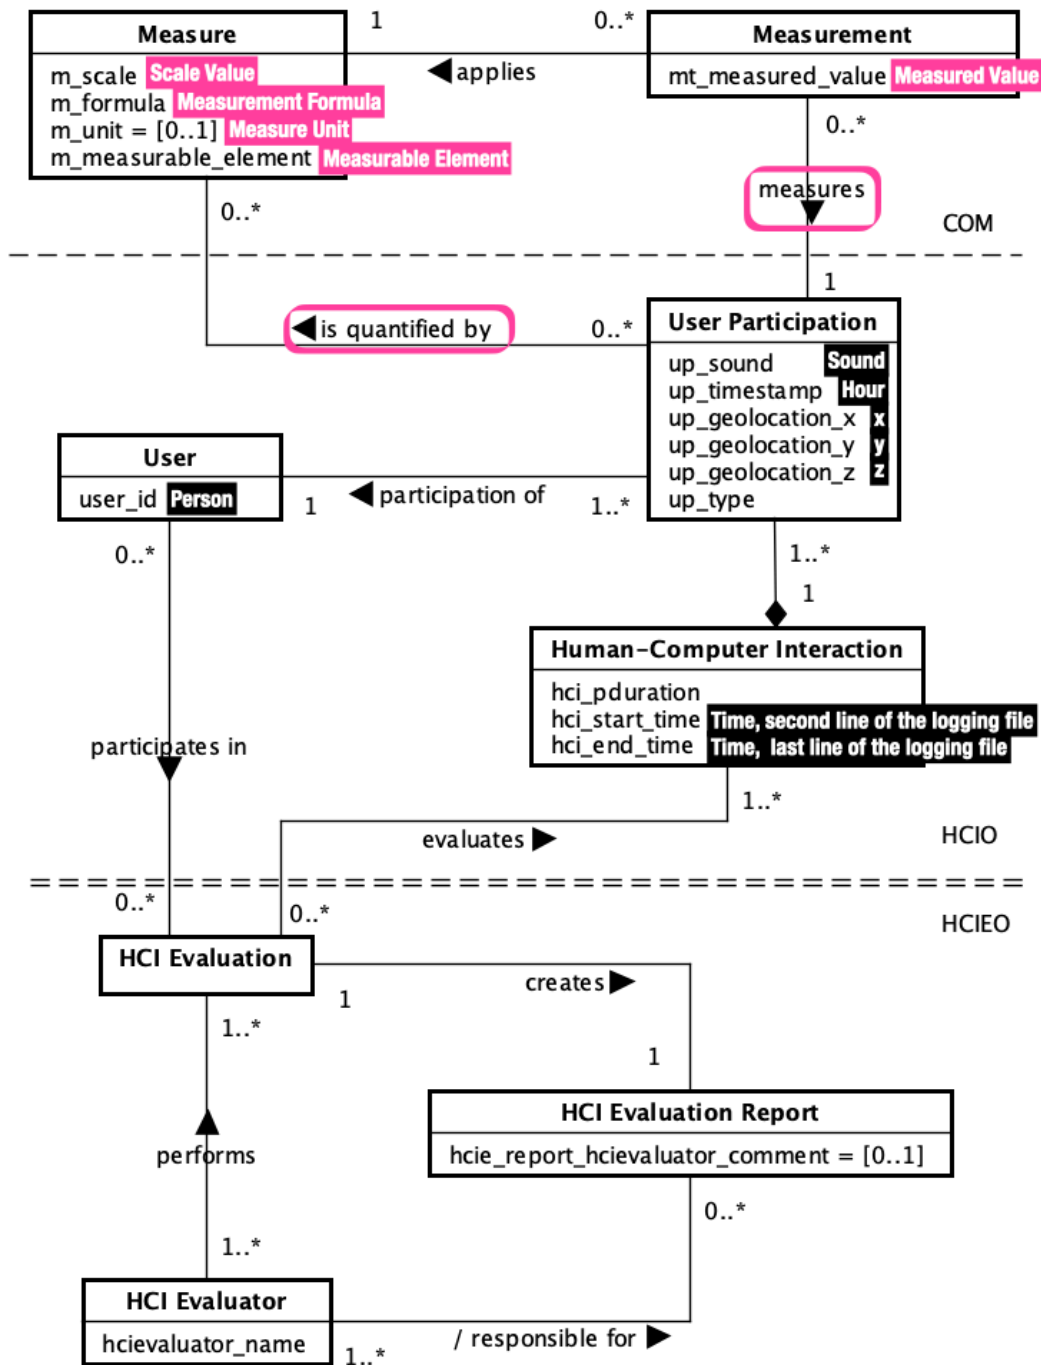 Measure
m_scale Scale Value
m_formula Measurement Formula
m_unit = [0..1] Measure Unit
m_measurable_element Measurable Element
1
0..*
◀ applies
Measurement
mt_measured_value Measured Value
0..*
measures
COM
0..*
1
◀ is quantified by
0..*
User Participation
up_sound Sound
up_timestamp Hour
up_geolocation_x x
up_geolocation_y y
up_geolocation_z z
up_type
User
user_id Person
1
◀ participation of
1..*
0..*
1..*
1
Human-Computer Interaction
hci_pduration
hci_start_time Time, second line of the logging file
hci_end_time Time, last line of the logging file
participates in
1..*
evaluates ▶
HCIO
0..*
0..*
HCIEO
HCI Evaluation
1
creates ▶
1..*
1
HCI Evaluation Report
hcie_report_hcievaluator_comment = [0..1]
performs
0..*
1..*
HCI Evaluator
hcievaluator_name
1..*
/ responsible for ▶